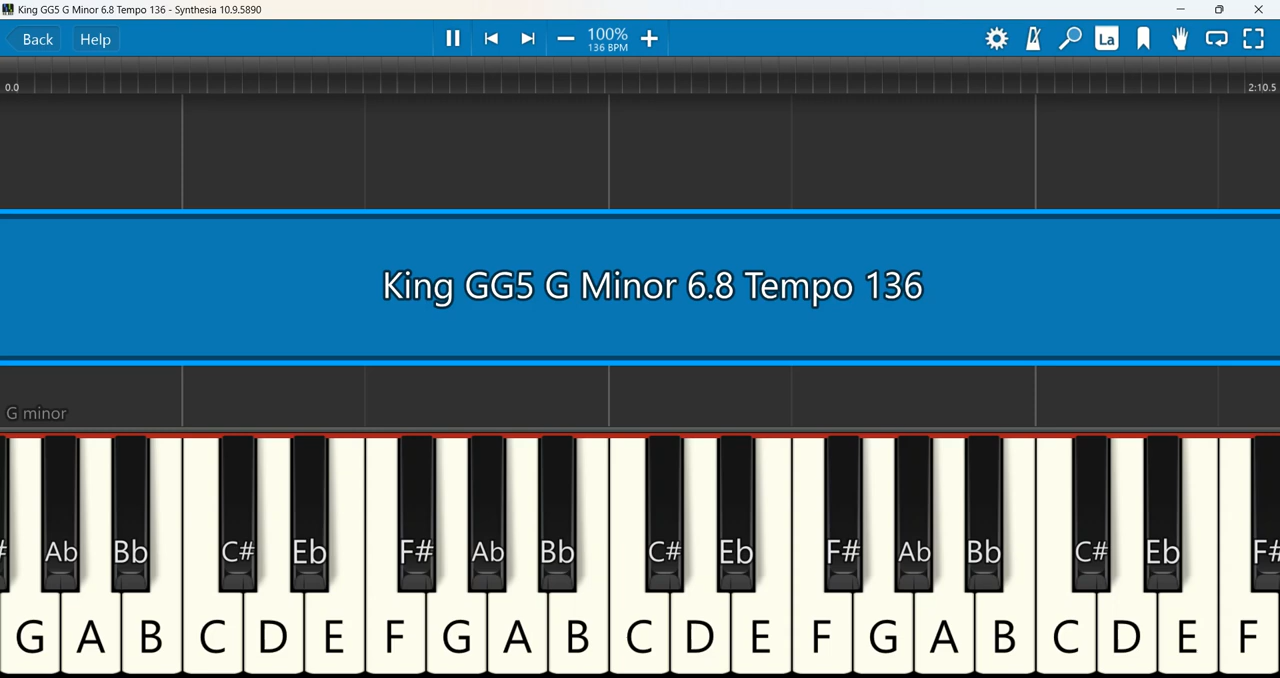 King GG5 G Minor 6.8 Tempo 136 - Synthesia 10.9.5890
Back Help 100% La
136 BPM
0.0 2:10.5
King GG5 G Minor 6.8 Tempo 136
G minor
# Ab Bb C# Eb F# Ab Bb C# Eb F# Ab Bb C# Eb F#
G A B C D E F G A B C D E F G A B C D E F